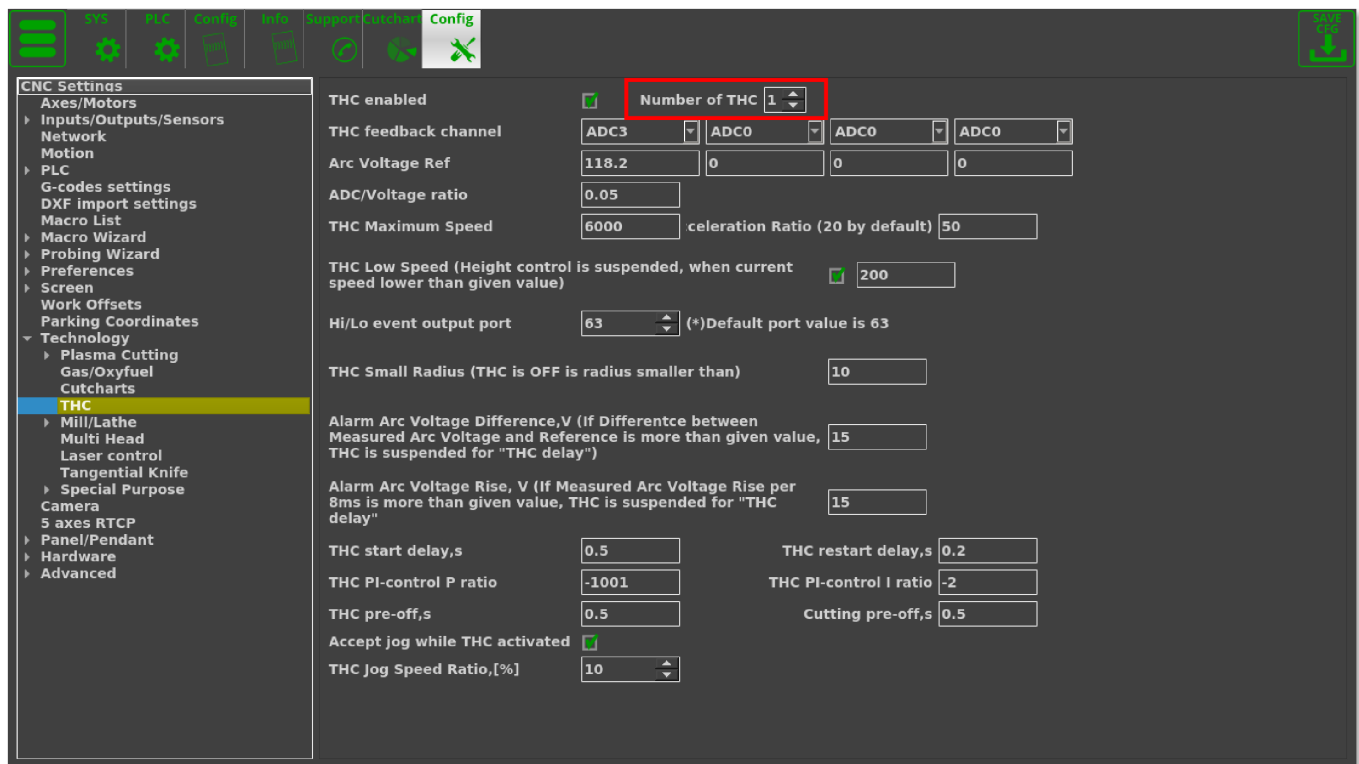 SYS PLC Config Info Support Cutchart Config
SAVE
CFG
CNC Settings
Axes/Motors
Inputs/Outputs/Sensors
Network
Motion
PLC
G-codes settings
DXF import settings
Macro List
Macro Wizard
Probing Wizard
Preferences
Screen
Work Offsets
Parking Coordinates
Technology
Plasma Cutting
Gas/Oxyfuel
Cutcharts
THC
Mill/Lathe
Multi Head
Laser control
Tangential Knife
Special Purpose
Camera
5 axes RTCP
Panel/Pendant
Hardware
Advanced
THC enabled Number of THC 1
THC feedback channel ADC3 ADC0 ADC0 ADC0
Arc Voltage Ref 118.2 0 0 0
ADC/Voltage ratio 0.05
THC Maximum Speed 6000 celeration Ratio (20 by default) 50
THC Low Speed (Height control is suspended, when current
speed lower than given value) 200
Hi/Lo event output port 63 (*)Default port value is 63
THC Small Radius (THC is OFF is radius smaller than) 10
Alarm Arc Voltage Difference,V (If Differentce between
Measured Arc Voltage and Reference is more than given value, 15
THC is suspended for "THC delay")
Alarm Arc Voltage Rise, V (If Measured Arc Voltage Rise per
8ms is more than given value, THC is suspended for "THC 15
delay"
THC start delay,s 0.5 THC restart delay,s 0.2
THC PI-control P ratio -1001 THC PI-control I ratio -2
THC pre-off,s 0.5 Cutting pre-off,s 0.5
Accept jog while THC activated
THC Jog Speed Ratio,[%] 10